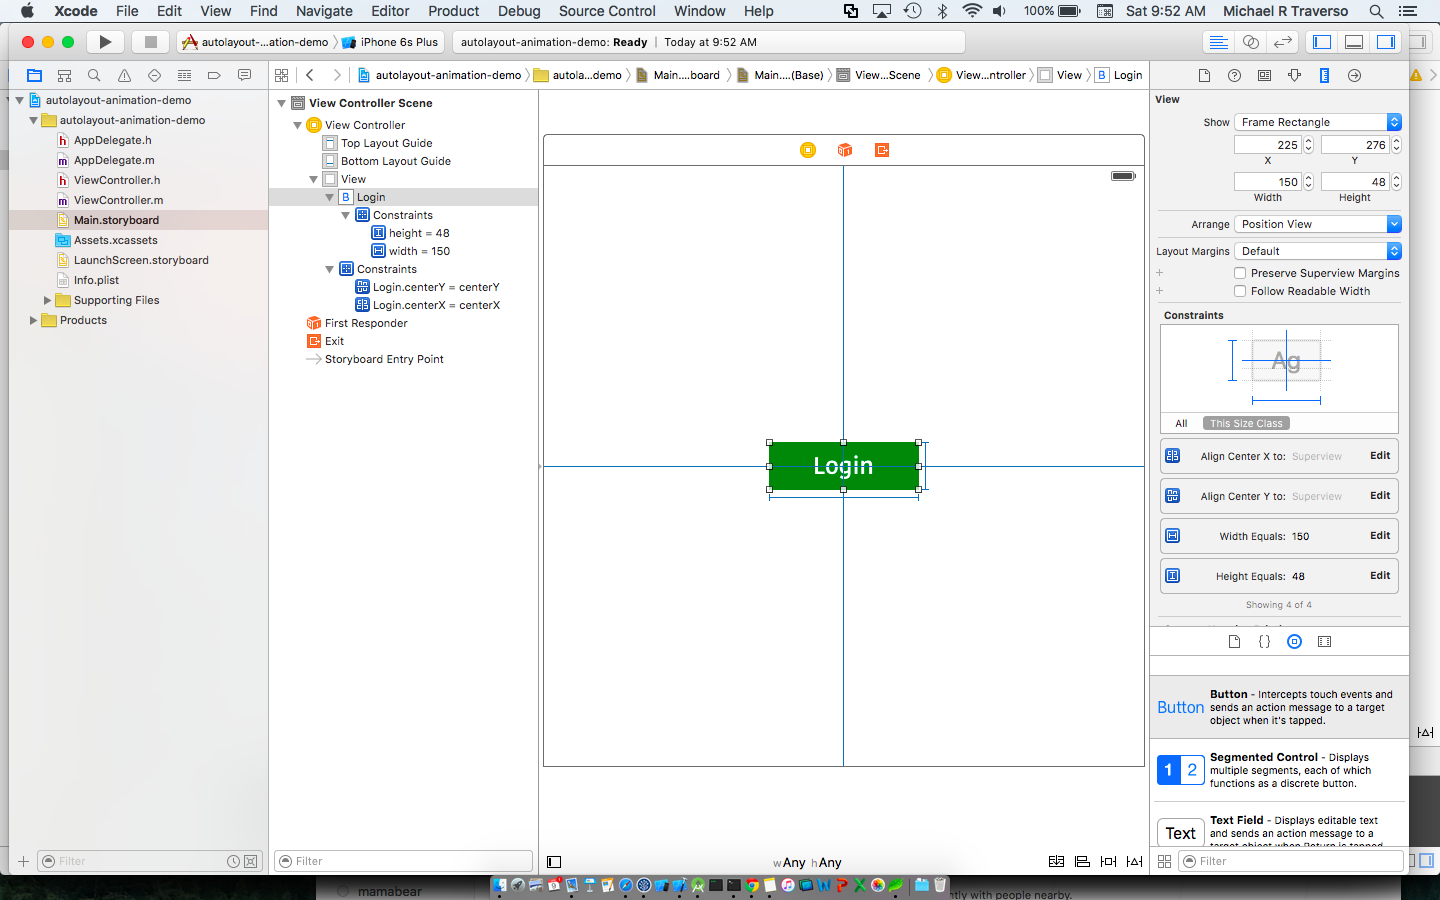 Xcode File Edit View Find Navigate Editor Product Debug Source Control Window Help 100% Sat 9:52 AM Michael R Traverso
autolayout-...ation-demo iPhone 6s Plus autolayout-animation-demo: Ready | Today at 9:52 AM
autolayout-animation-demo autola...demo Main....board Main....(Base) View...Scene View...ntroller View B Login
autolayout-animation-demo
autolayout-animation-demo
h AppDelegate.h
m AppDelegate.m
h ViewController.h
m ViewController.m
Main.storyboard
Assets.xcassets
LaunchScreen.storyboard
Info.plist
Supporting Files
Products
Filter
View Controller Scene
View Controller
Top Layout Guide
Bottom Layout Guide
View
B Login
Constraints
height = 48
width = 150
Constraints
Login.centerY = centerY
Login.centerX = centerX
First Responder
Exit
Storyboard Entry Point
Filter
Login
wAny hAny
View
Show Frame Rectangle
225 276
X Y
150 48
Width Height
Arrange Position View
Layout Margins Default
Preserve Superview Margins
Follow Readable Width
Constraints
Ag
All This Size Class
Align Center X to: Superview Edit
Align Center Y to: Superview Edit
Width Equals: 150 Edit
Height Equals: 48 Edit
Showing 4 of 4
{ }
Button
Button - Intercepts touch events and
sends an action message to a target
object when it's tapped.
1 2
Segmented Control - Displays
multiple segments, each of which
functions as a discrete button.
Text
Text Field - Displays editable text
and sends an action message to a
target object when Return is tapped
Filter
mamabear
ntly with people nearby.